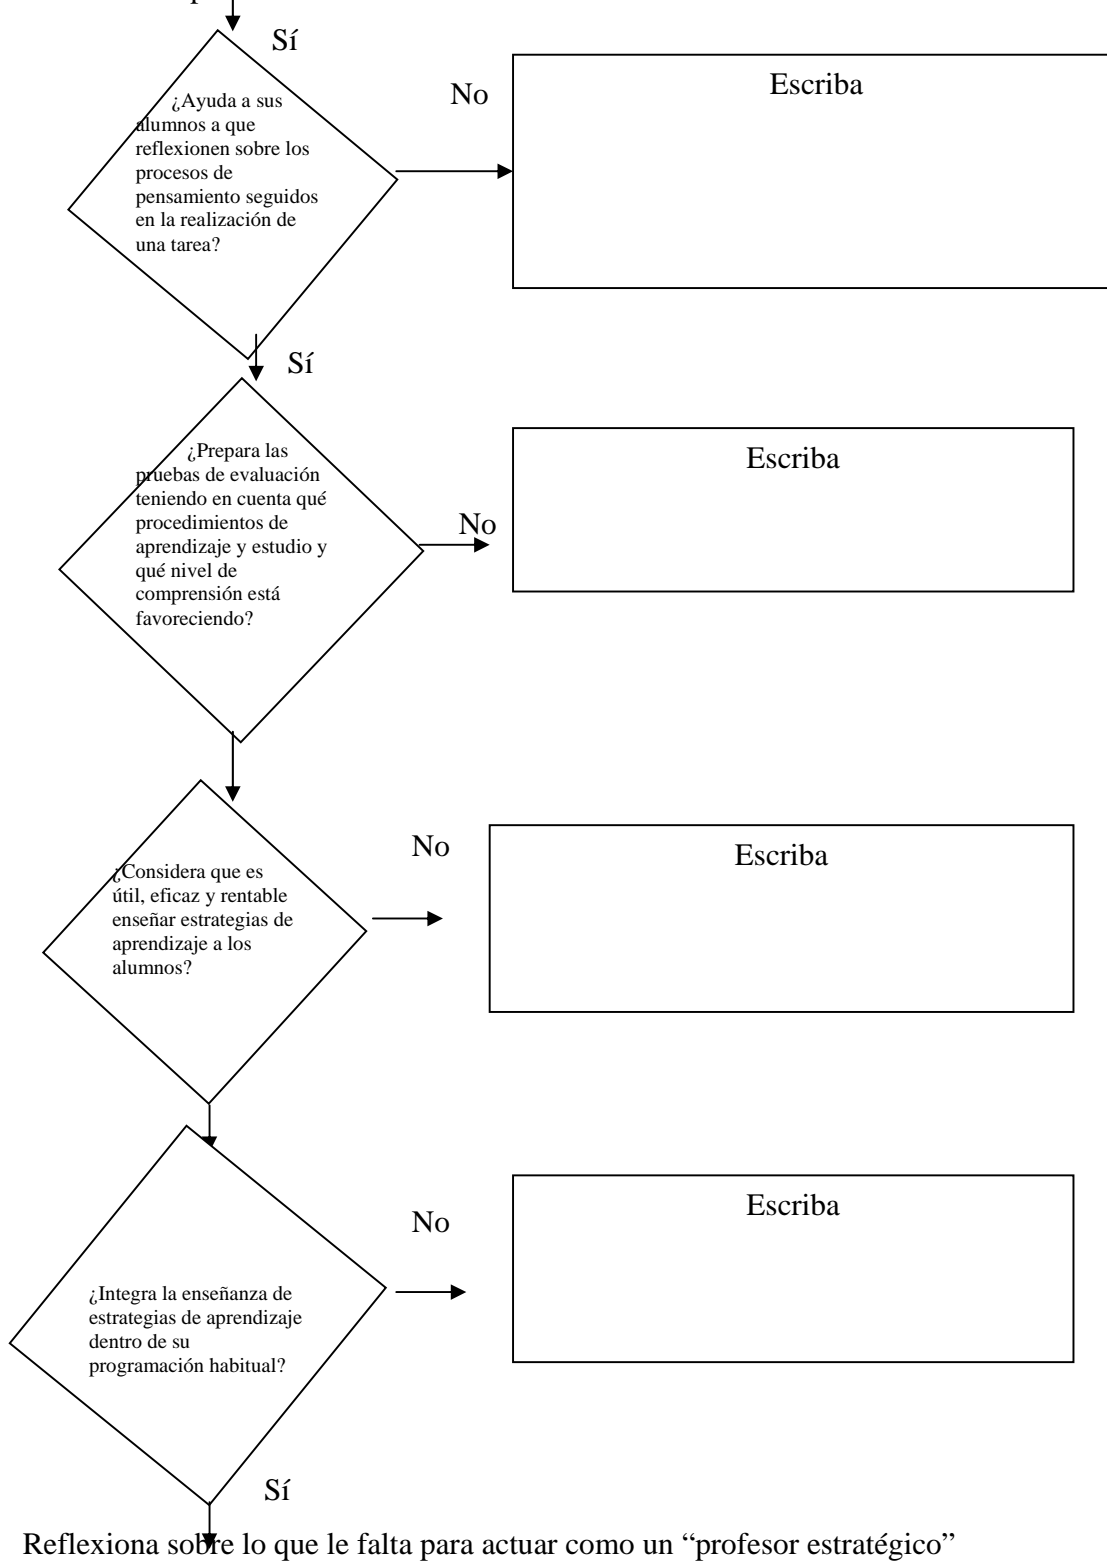 Sí
¿Ayuda a sus
alumnos a que
reflexionen sobre los
procesos de
pensamiento seguidos
en la realización de
una tarea?
No
Escriba
Sí
¿Prepara las
pruebas de evaluación
teniendo en cuenta qué
procedimientos de
aprendizaje y estudio y
qué nivel de
comprensión está
favoreciendo?
No
Escriba
¿Considera que es
útil, eficaz y rentable
enseñar estrategias de
aprendizaje a los
alumnos?
No
Escriba
¿Integra la enseñanza de
estrategias de aprendizaje
dentro de su
programación habitual?
No
Escriba
Sí
Reflexiona sobre lo que le falta para actuar como un “profesor estratégico”